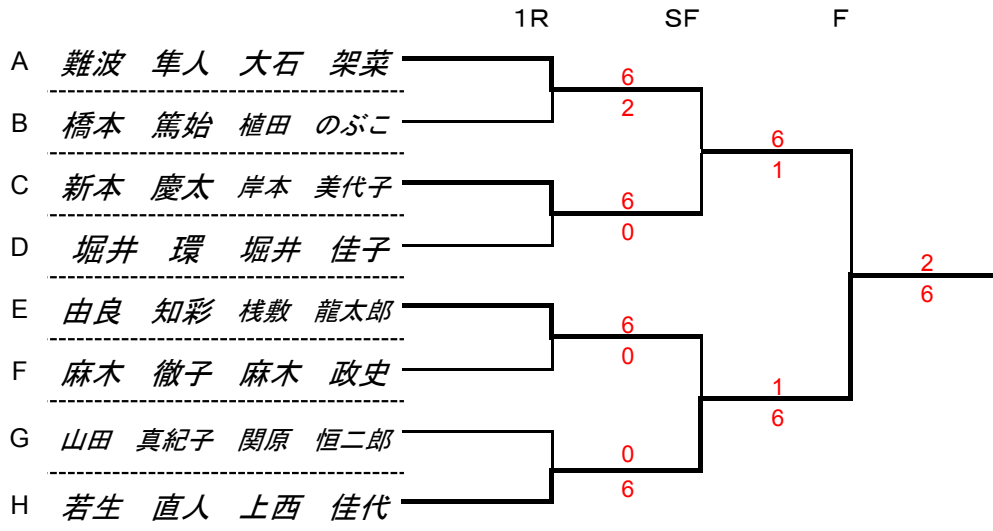 1R SF F
A 難波 隼人 大石 架菜
6
2
B 橋本 篤始 植田 のぶこ
6
1
C 新本 慶太 岸本 美代子
6
0
D 堀井 環 堀井 佳子
2
6
E 由良 知彩 桟敷 龍太郎
6
0
F 麻木 徹子 麻木 政史
1
6
G 山田 真紀子 関原 恒二郎
0
6
H 若生 直人 上西 佳代